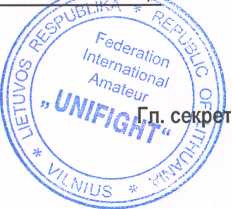 LIETUVOS RESPUBLIKA * REPUBLIC OF LITHUANIA *
Federation
International
Amateur
„UNIFIGHT“
Гл. секрет
VILNIUS